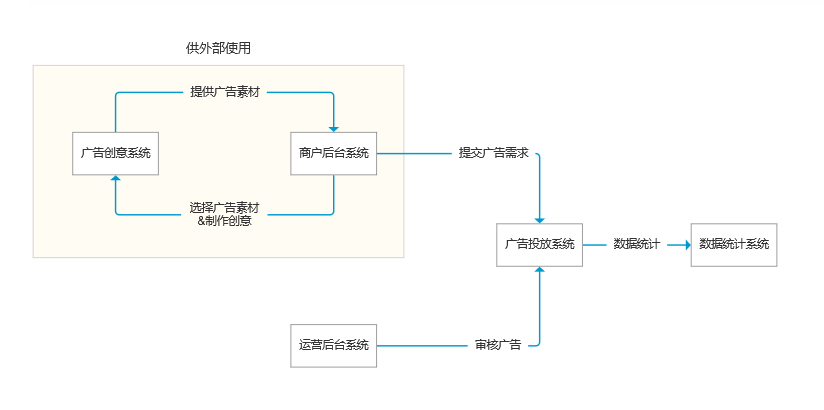 供外部使用
提供广告素材
广告创意系统
商户后台系统
提交广告需求
选择广告素材
&制作创意
广告投放系统
数据统计
数据统计系统
运营后台系统
审核广告